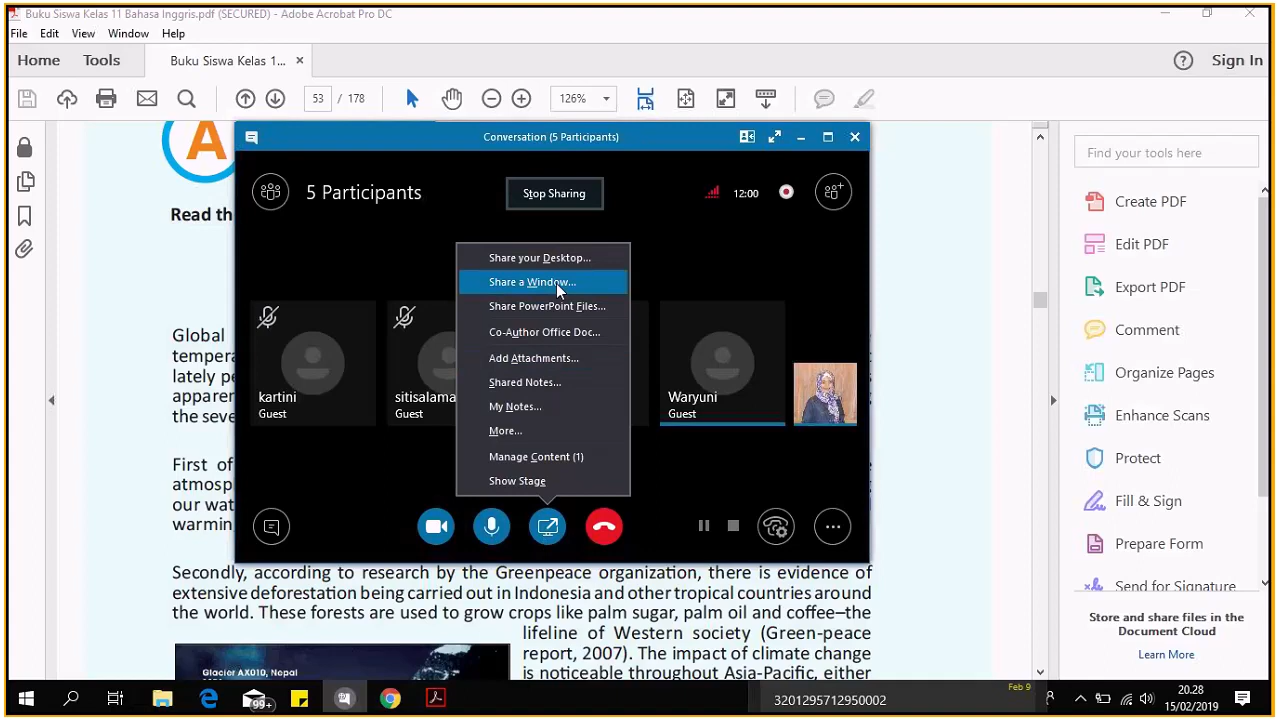 Buku Siswa Kelas 11 Bahasa Inggris.pdf (SECURED) - Adobe Acrobat Pro DC
File Edit View Window Help
Home Tools Buku Siswa Kelas 1... × Sign In
53 / 178 126%
A
Read th
Conversation (5 Participants)
5 Participants Stop Sharing 12:00
Share your Desktop...
Share a Window...
Share PowerPoint Files...
Co-Author Office Doc...
Add Attachments...
Shared Notes...
My Notes...
More...
Manage Content (1)
Show Stage
kartini
Guest
sitisalama
Guest
Waryuni
Guest
Global
tempera
lately pe
apparen
the seve
First of
atmosp
our wat
warmin
Secondly, according to research by the Greenpeace organization, there is evidence of
extensive deforestation being carried out in Indonesia and other tropical countries around
the world. These forests are used to grow crops like palm sugar, palm oil and coffee–the
lifeline of Western society (Green-peace
report, 2007). The impact of climate change
is noticeable throughout Asia-Pacific, either
Glacier AX010, Nepal
Find your tools here
Create PDF
Edit PDF
Export PDF
Comment
Organize Pages
Enhance Scans
Protect
Fill & Sign
Prepare Form
Send for Signature
Store and share files in the
Document Cloud
Learn More
99+
3201295712950002
Feb 9
20.28
15/02/2019